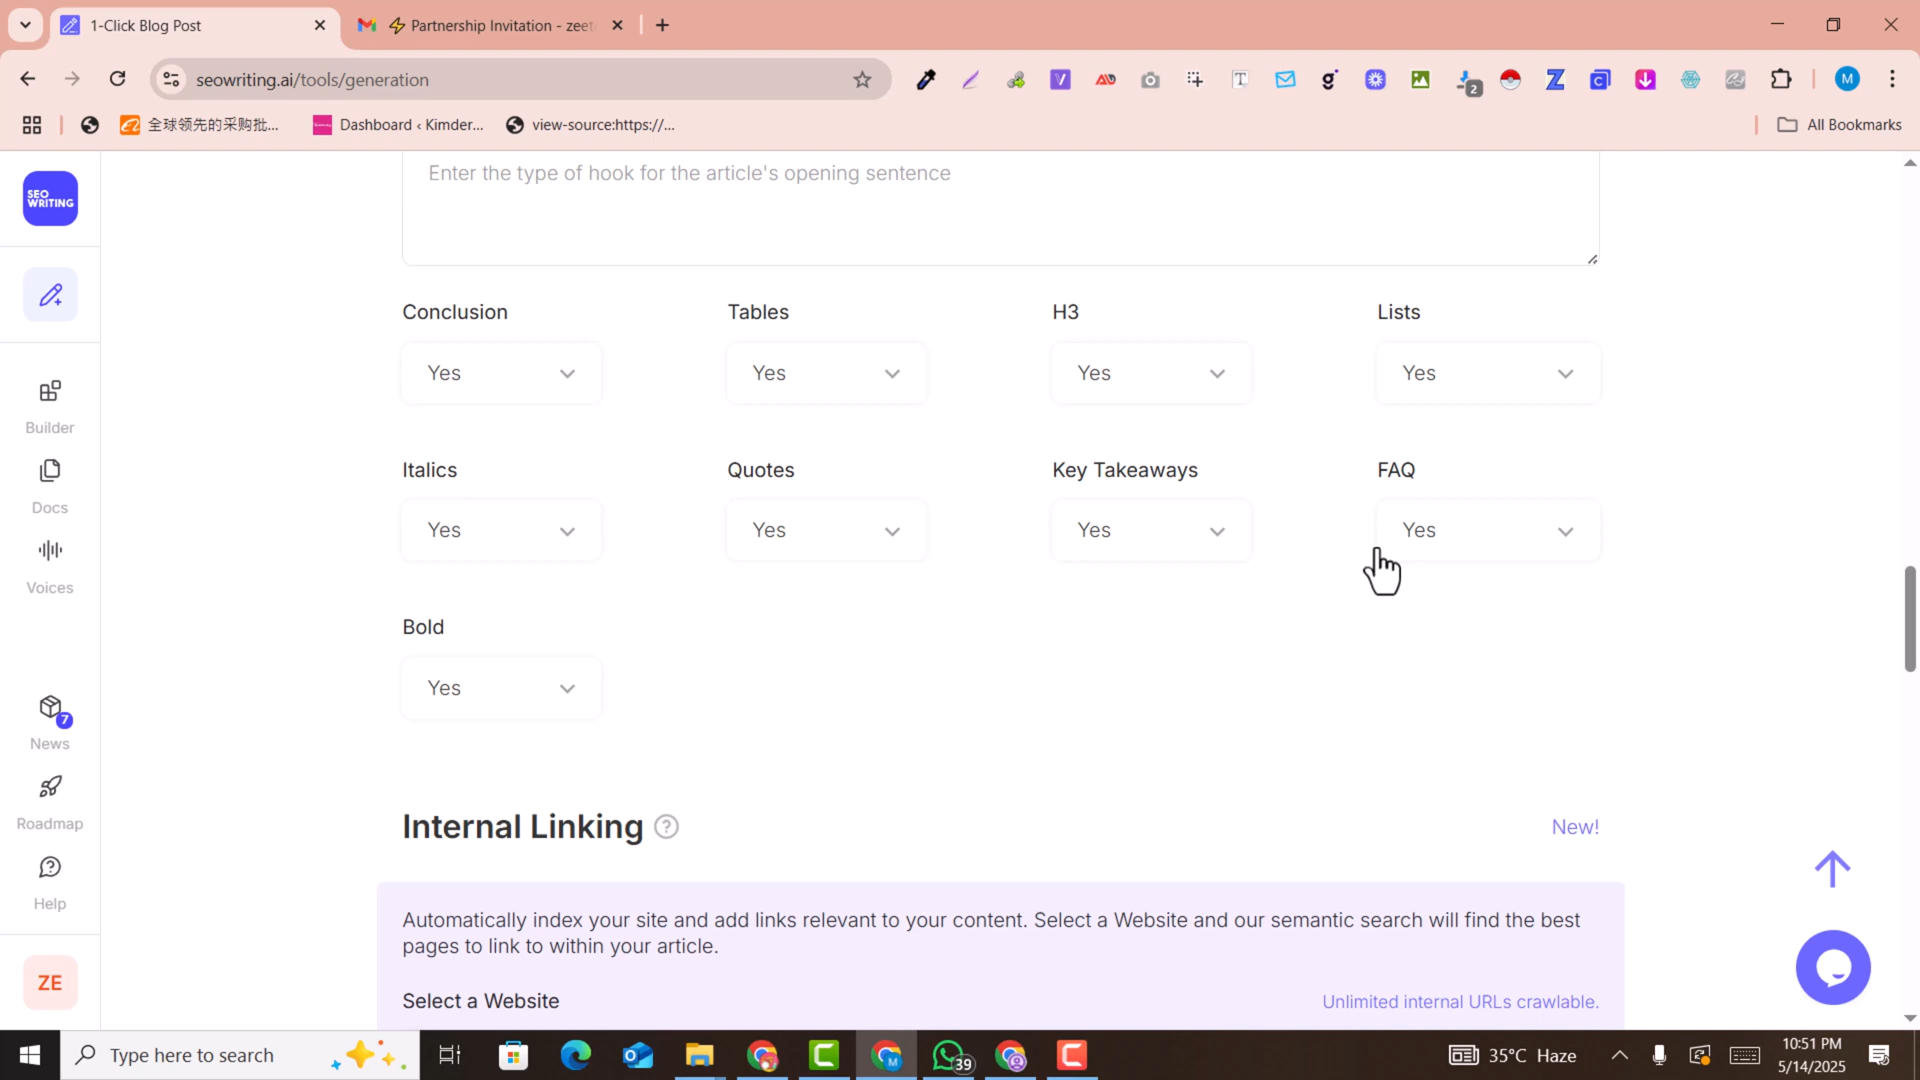 1-Click Blog Post
Partnership Invitation - zeet
seowriting.ai/tools/generation
2
M
全球领先的采购批...
Dashboard ‹ Kimder...
view-source:https://...
All Bookmarks
SEO
WRITING
Enter the type of hook for the article's opening sentence
Conclusion
Tables
H3
Lists
Yes
Yes
Yes
Yes
Builder
Italics
Quotes
Key Takeaways
FAQ
Docs
Yes
Yes
Yes
Yes
Voices
Bold
Yes
7
News
Roadmap
Internal Linking
?
New!
Help
Automatically index your site and add links relevant to your content. Select a Website and our semantic search will find the best
pages to link to within your article.
ZE
Select a Website
Unlimited internal URLs crawlable.
Type here to search
M
39
35°C Haze
10:51 PM
5/14/2025